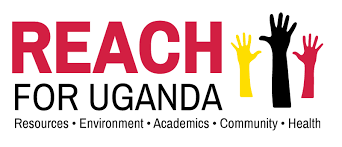 REACH
FOR UGANDA
Resources • Environment • Academics • Community • Health